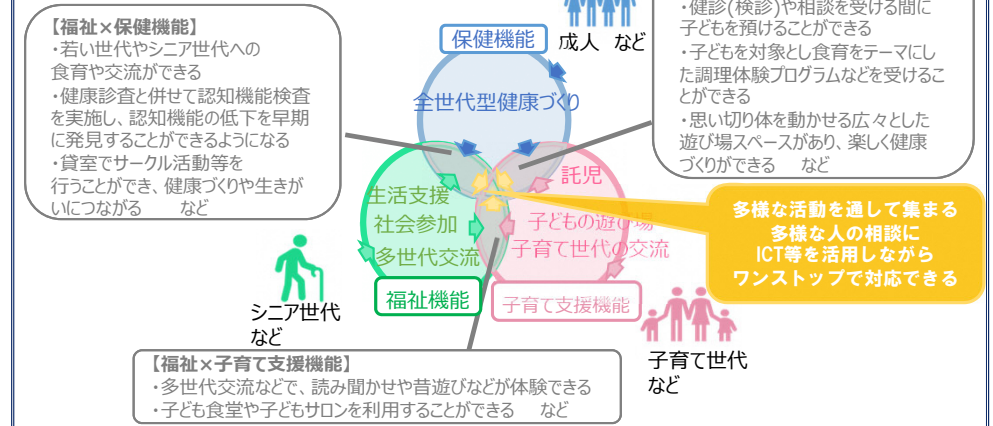 【福祉×保健機能】
・若い世代やシニア世代への
食育や交流ができる
・健康診査と併せて認知機能検査
を実施し、認知機能の低下を早期
に発見することができるようになる
・貸室でサークル活動等を
行うことができ、健康づくりや生きが
いにつながる など
保健機能
成人 など
全世代型健康づくり
・健診(検診)や相談を受ける間に
子どもを預けることができる
・子どもを対象とし食育をテーマにし
た調理体験プログラムなどを受けるこ
とができる
・思い切り体を動かせる広々とした
遊び場スペースがあり、楽しく健康
づくりができる など
生活支援
社会参加
多世代交流
福祉機能
託児
子どもの遊び場
子育て世代の交流
子育て支援機能
多様な活動を通して集まる
多様な人の相談に
ICT等を活用しながら
ワンストップで対応できる
シニア世代
など
子育て世代
など
【福祉×子育て支援機能】
・多世代交流などで、読み聞かせや昔遊びなどが体験できる
・子ども食堂や子どもサロンを利用することができる など